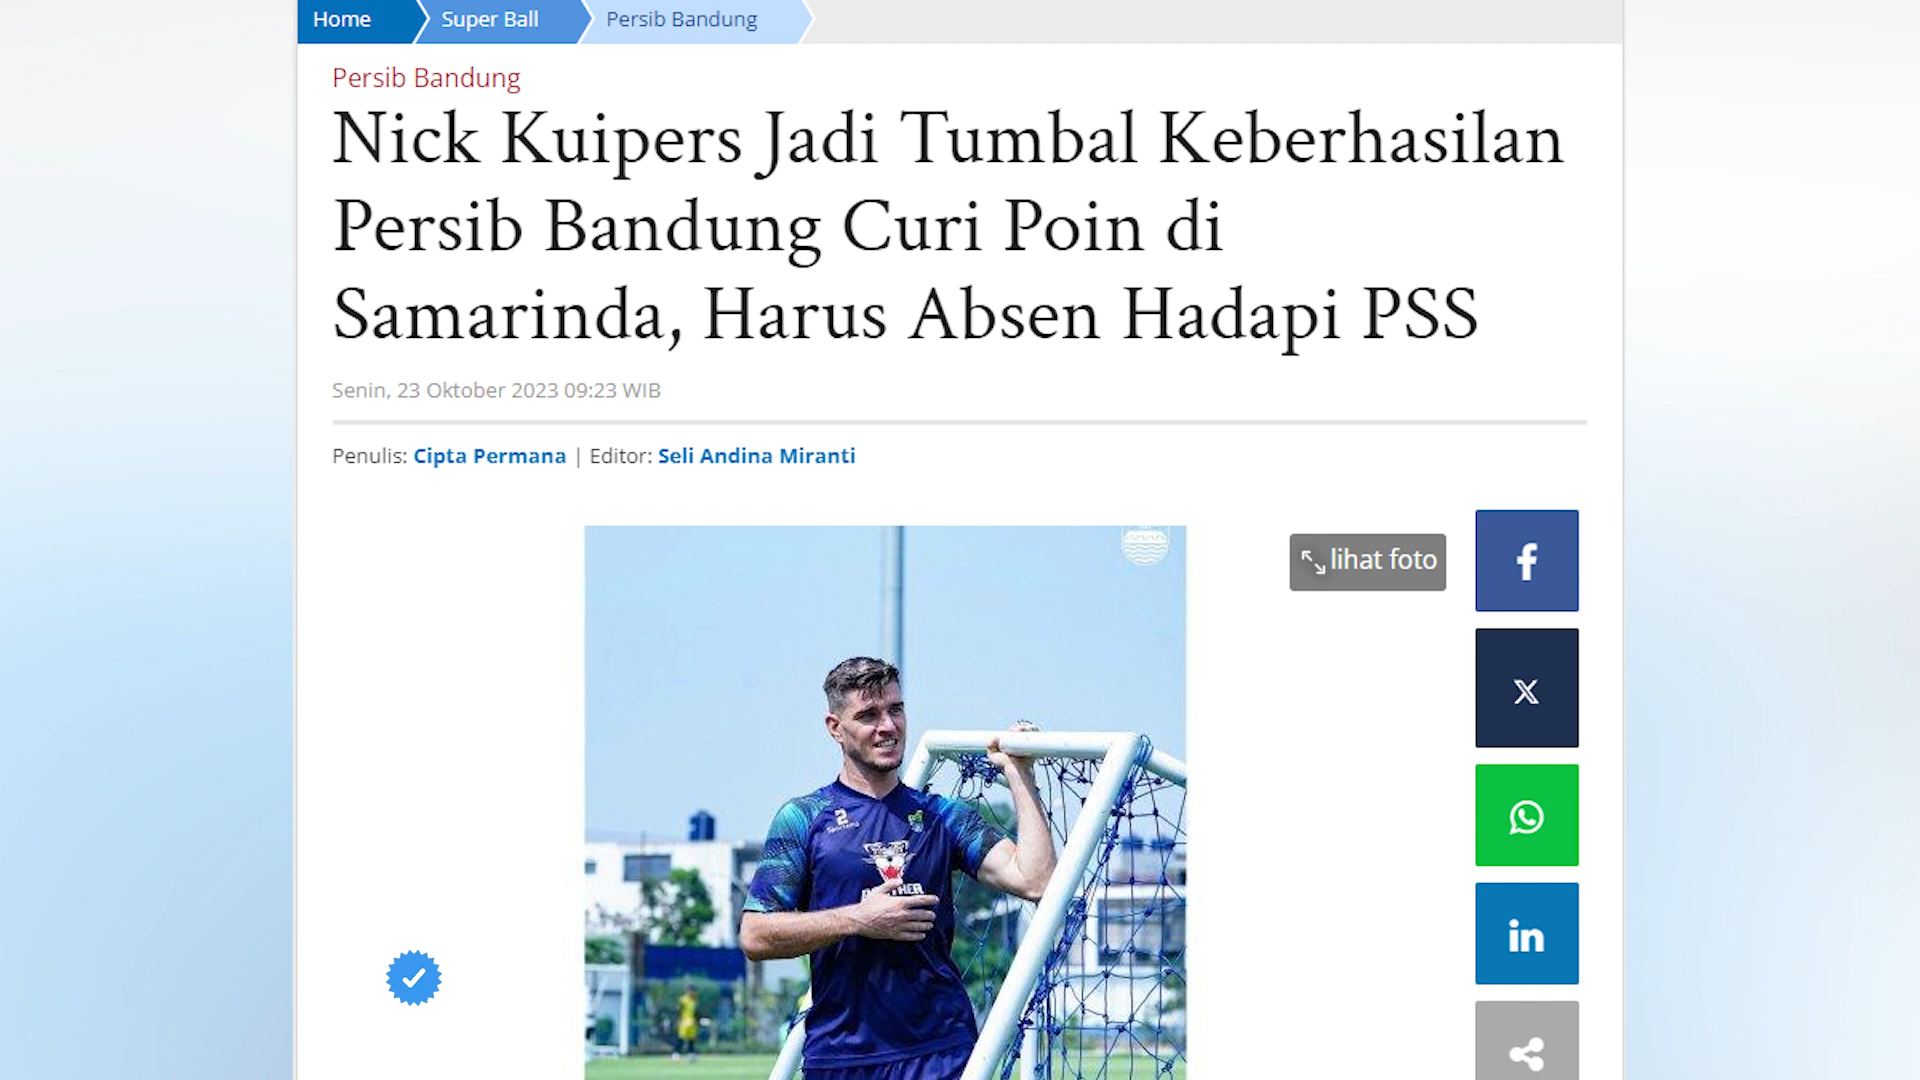 Home Super Ball Persib Bandung
Persib Bandung
Nick Kuipers Jadi Tumbal Keberhasilan
Persib Bandung Curi Poin di
Samarinda, Harus Absen Hadapi PSS
Senin, 23 Oktober 2023 09:23 WIB
Penulis: Cipta Permana | Editor: Seli Andina Miranti
lihat foto
2